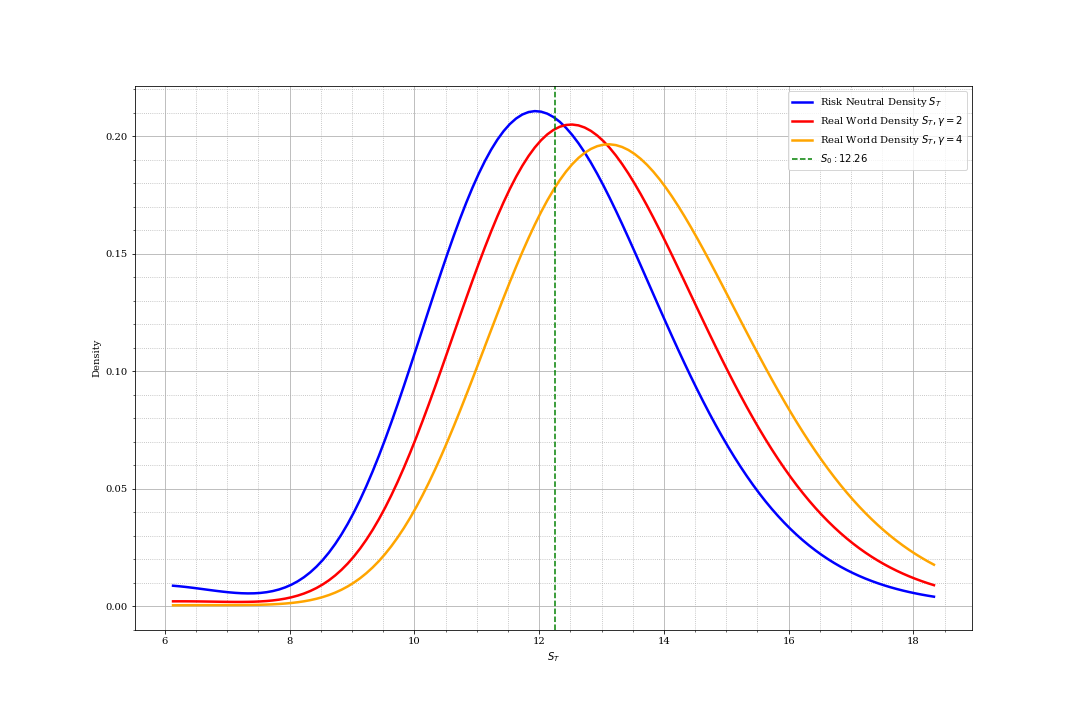 Risk Neutral Density $S_T$
Real World Density $S_T, γ = 2$
Real World Density $S_T, γ = 4$
$S_0 : 12.26$
0.20
0.15
0.10
0.05
0.00
Density
6 8 10 12 14 16 18
$S_T$